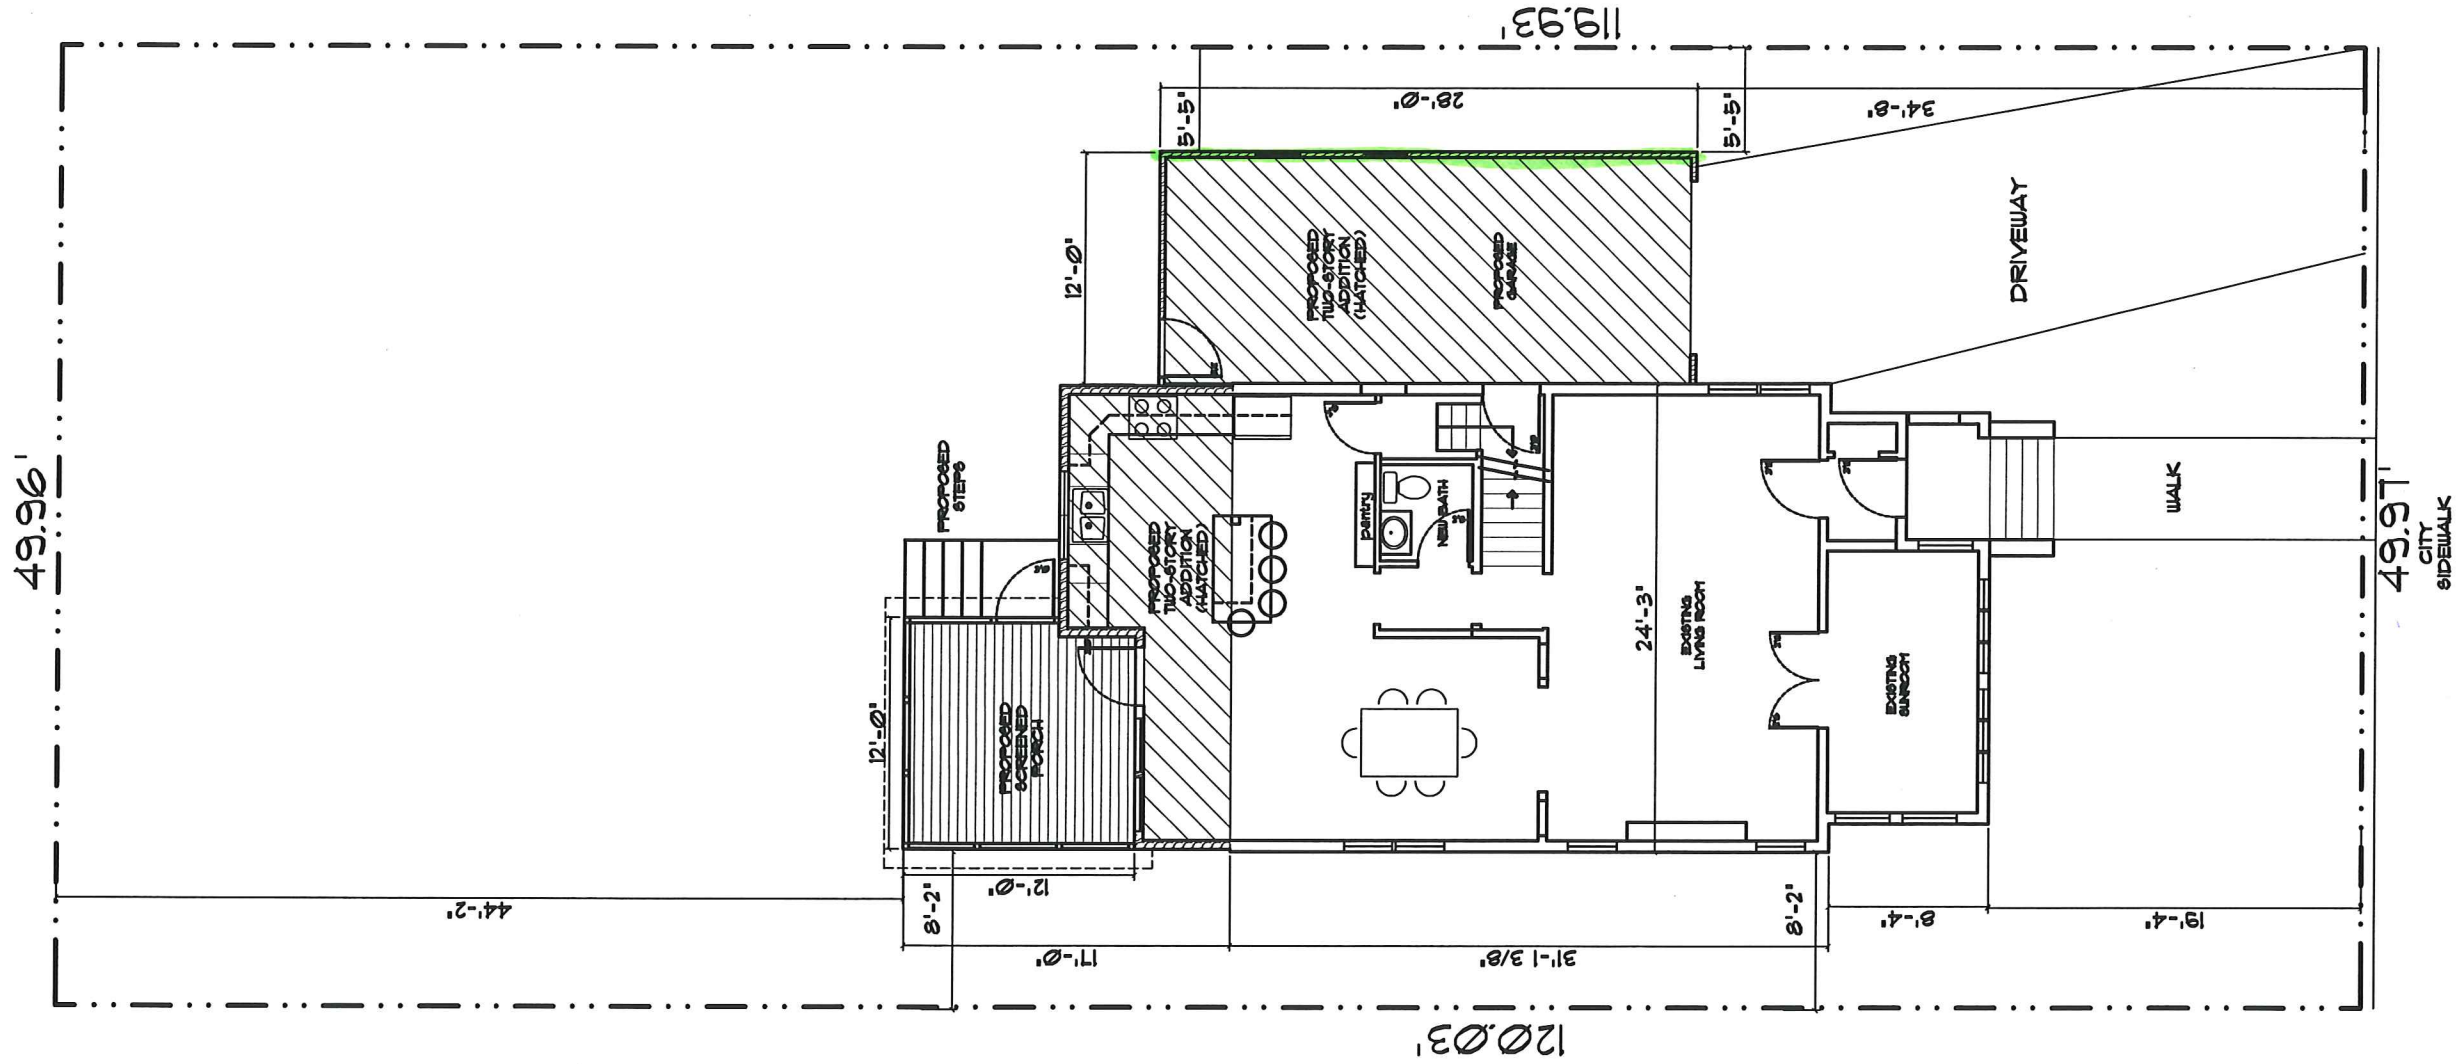 119.93'
5'-5"
28'-0"
5'-5"
34'-8"
12'-0"
PROPOSED
TWO-STORY
ADDITION
(HATCHED)
PROPOSED
GARAGE
DRIVEWAY
49.96'
PROPOSED
STEPS
PROPOSED
TWO-STORY
ADDITION
(HATCHED)
pantry
NEW BATH
WALK
49.97'
CITY
SIDEWALK
24'-3"
EXISTING
LIVING ROOM
EXISTING
SUNROOM
12'-0"
PROPOSED
SCREENED
PORCH
12'-0"
44'-2"
8'-2"
8'-2"
8'-4"
19'-4"
17'-0"
31'-1 3/8"
120.03'